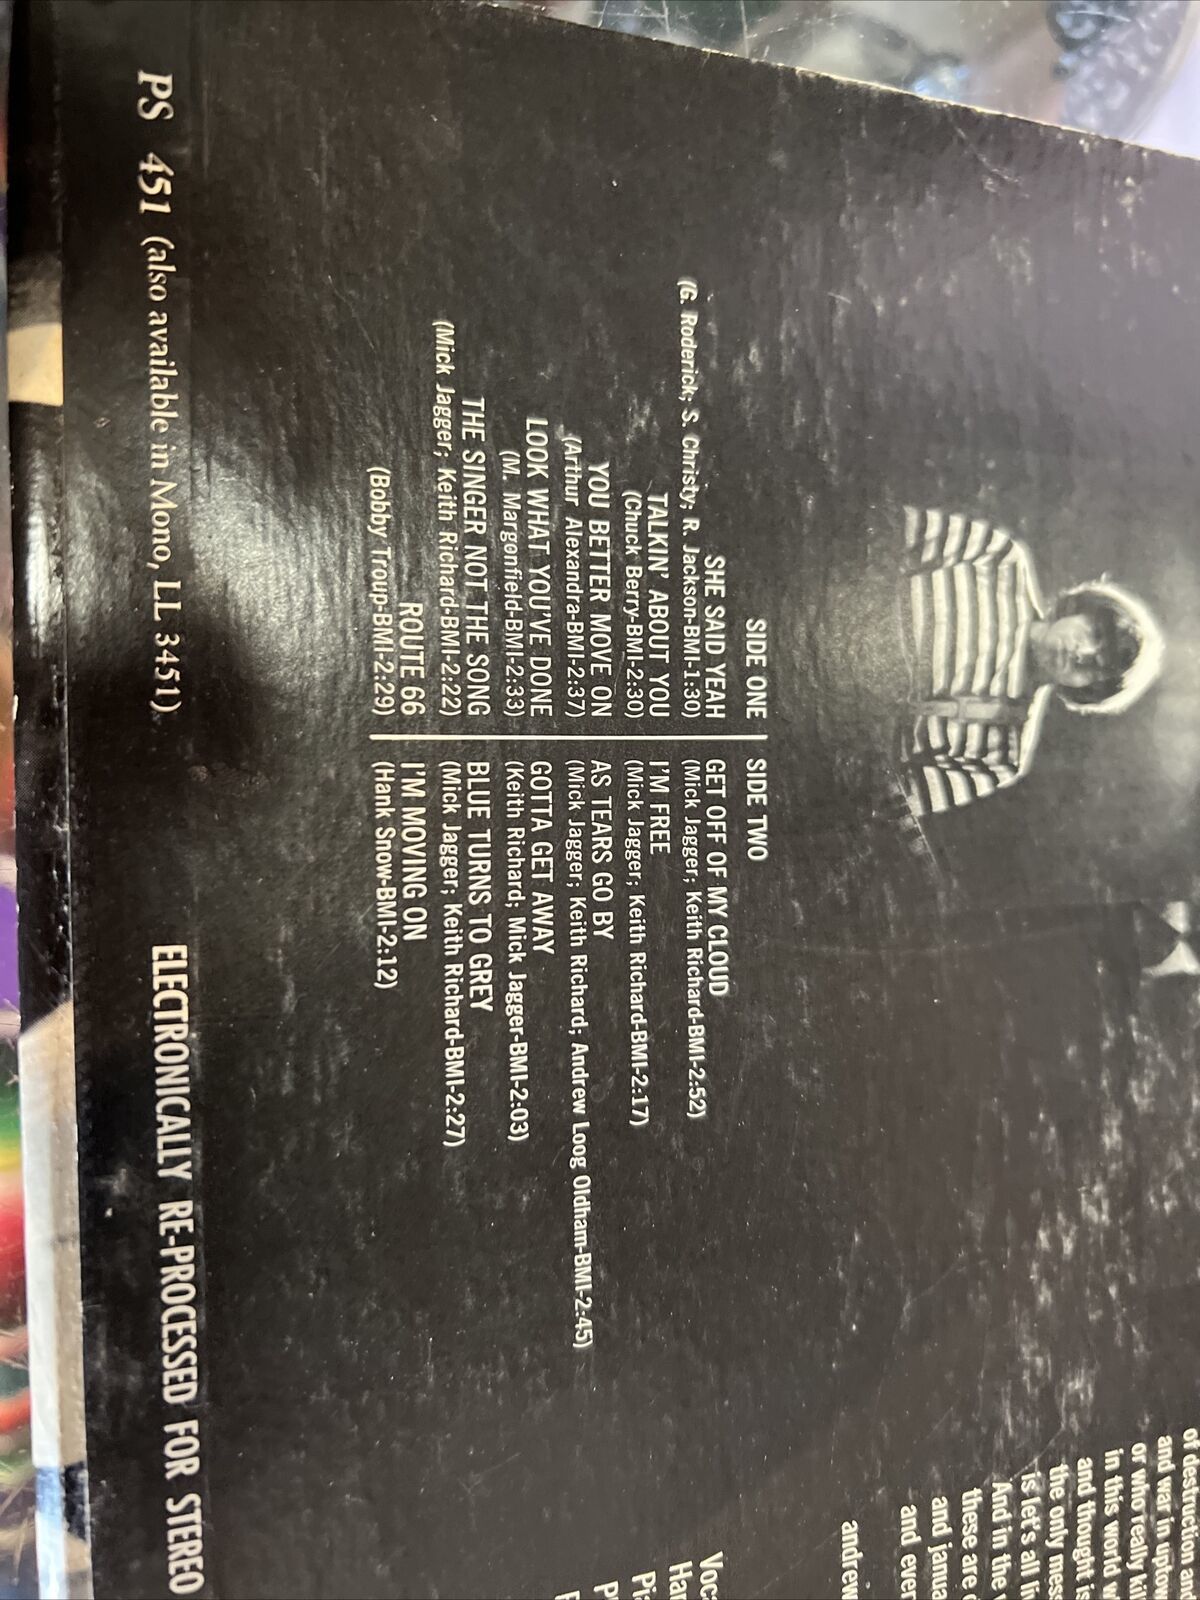 SIDE ONE
SHE SAID YEAH
(G. Roderick; S. Christy; R. Jackson-BMI-1:30)
TALKIN' ABOUT YOU
(Chuck Berry-BMI-2:30)
YOU BETTER MOVE ON
(Arthur Alexandra-BMI-2:37)
LOOK WHAT YOU'VE DONE
(M. Margonfield-BMI-2:33)
THE SINGER NOT THE SONG
(Mick Jagger; Keith Richard-BMI-2:22)
ROUTE 66
(Bobby Troup-BMI-2:29)
SIDE TWO
GET OFF OF MY CLOUD
(Mick Jagger; Keith Richard-BMI-2:52)
I'M FREE
(Mick Jagger; Keith Richard-BMI-2:17)
AS TEARS GO BY
(Mick Jagger; Keith Richard; Andrew Loog Oldham-BMI-2:45)
GOTTA GET AWAY
(Keith Richard; Mick Jagger-BMI-2:03)
BLUE TURNS TO GREY
(Mick Jagger; Keith Richard-BMI-2:27)
I'M MOVING ON
(Hank Snow-BMI-2:12)
of destruction and
and war in
or who really
in this world
and thought is
the only
is let's all
And in the
these are
and
and
andrew
PS 451 (also available in Mono, LL 3451)
ELECTRONICALLY RE-PROCESSED FOR STEREO